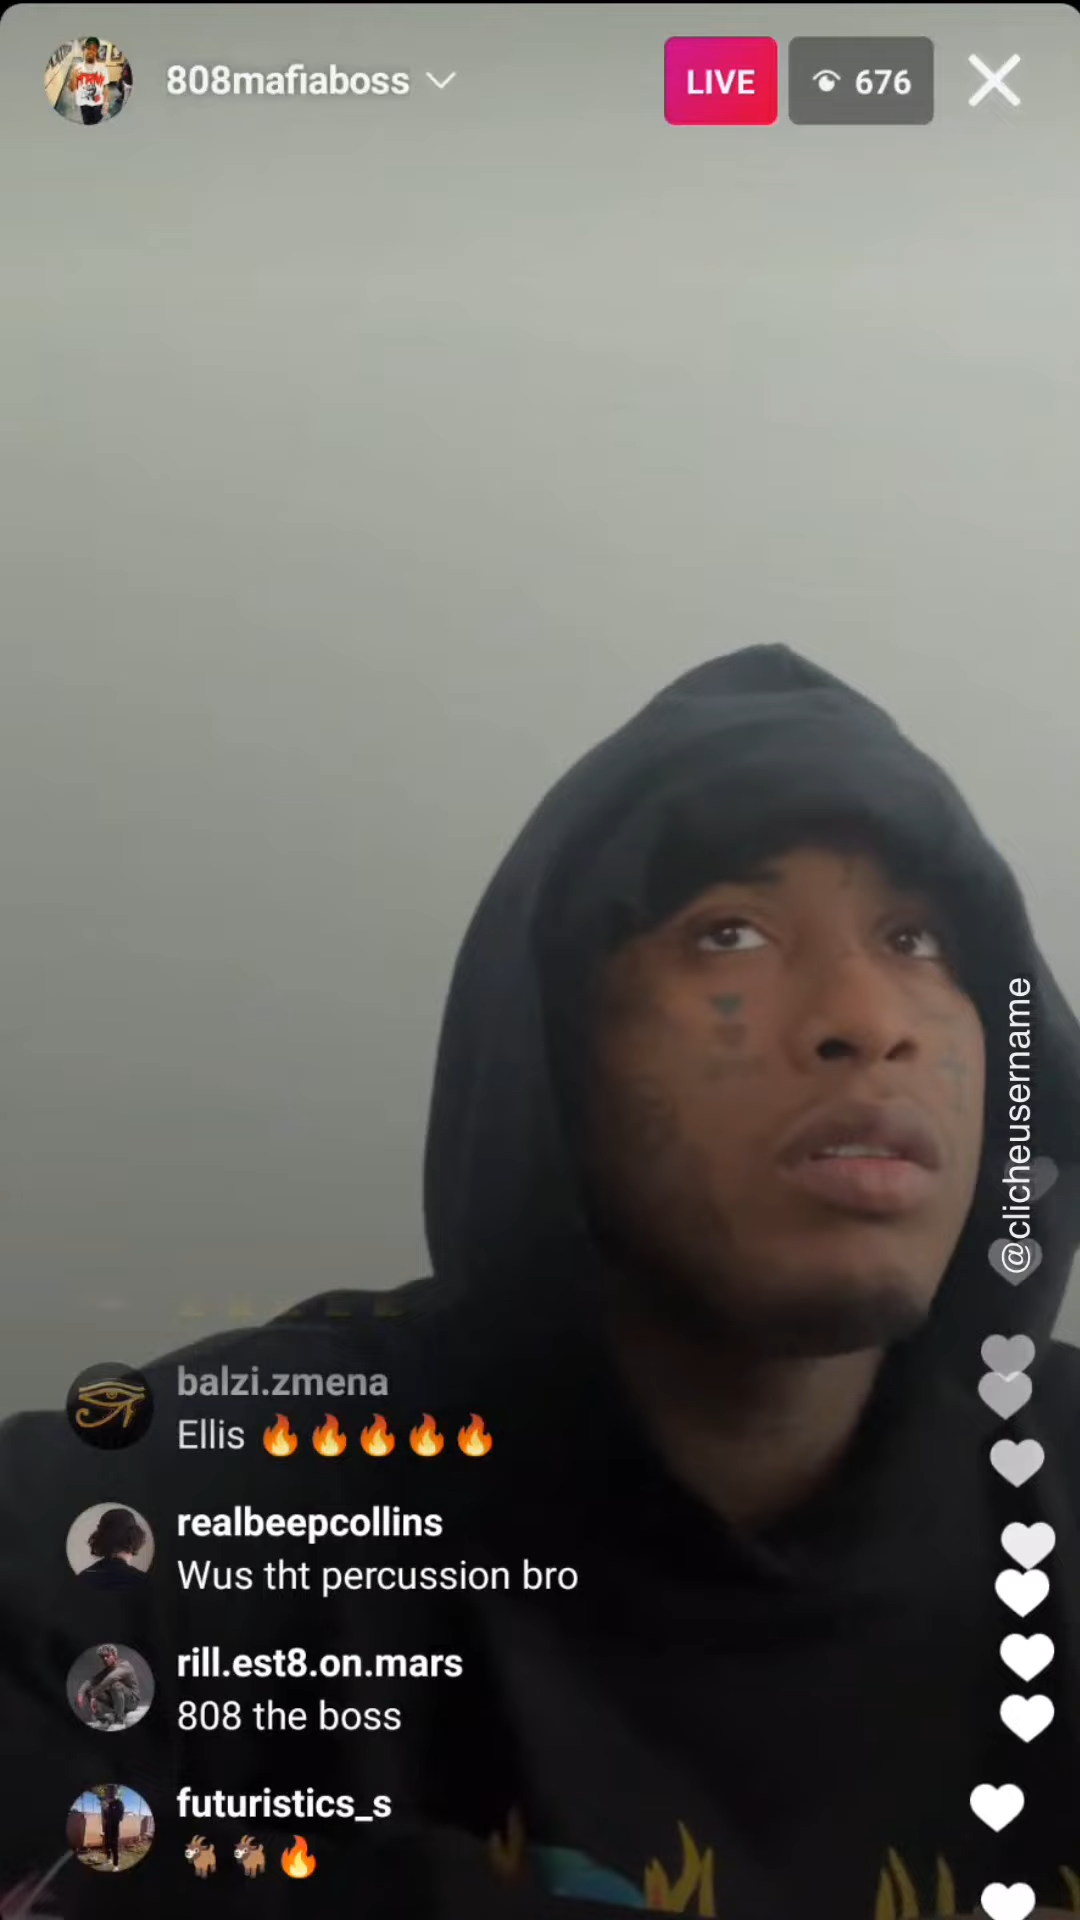 808mafiaboss
LIVE
676
@clicheusername
balzi.zmena
Ellis 🔥🔥🔥🔥🔥
realbeepcollins
Wus tht percussion bro
rill.est8.on.mars
808 the boss
futuristics_s
🐐🐐🔥